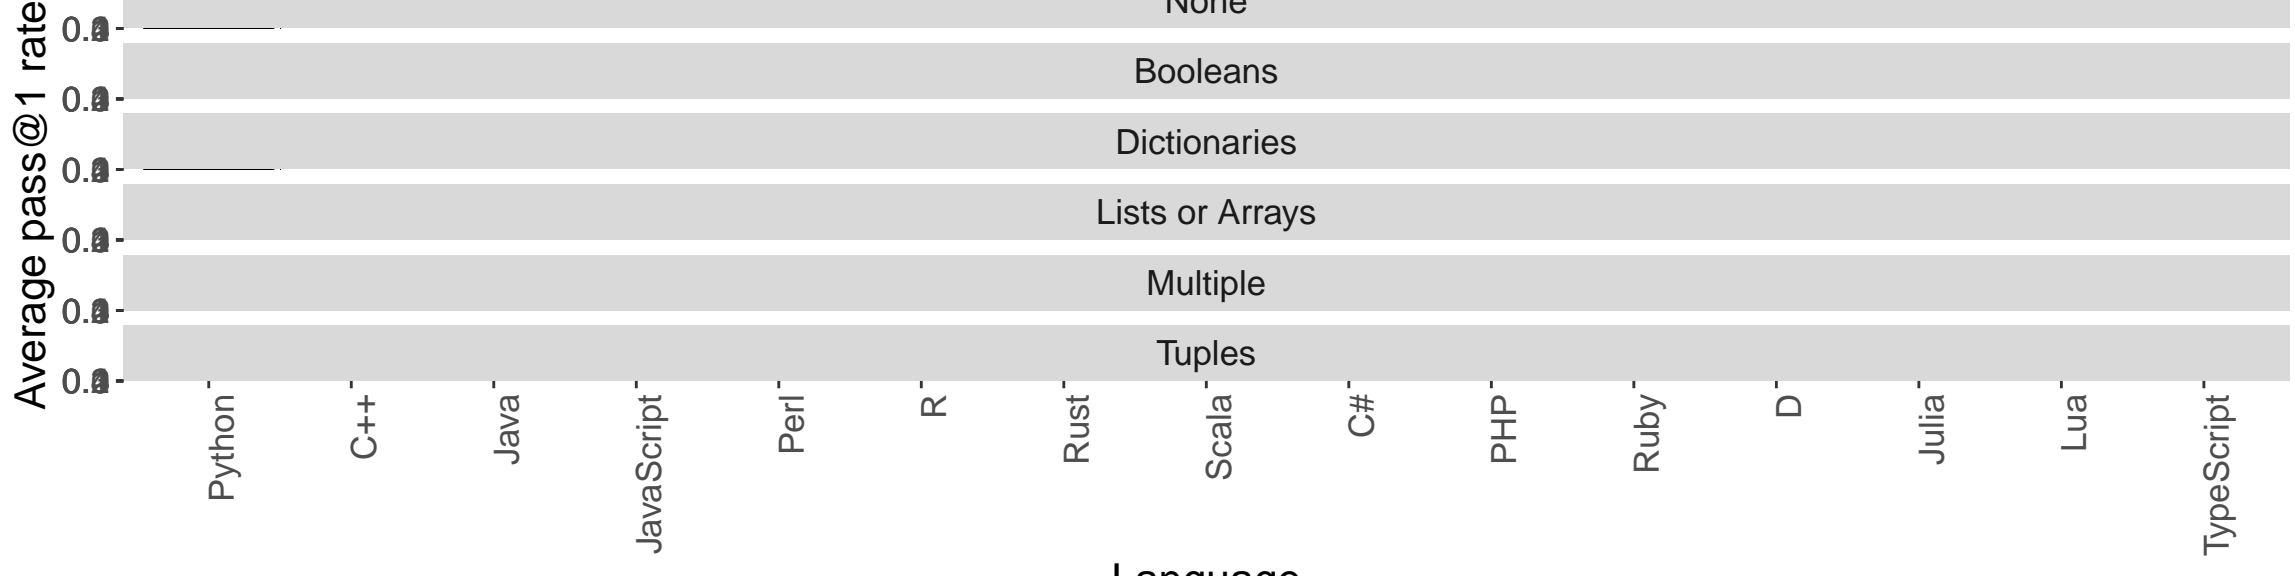 None
Booleans
Dictionaries
Lists or Arrays
Multiple
Tuples
Average pass@1 rate
Python
C++
Java
JavaScript
Perl
R
Rust
Scala
C#
PHP
Ruby
D
Julia
Lua
TypeScript
Language